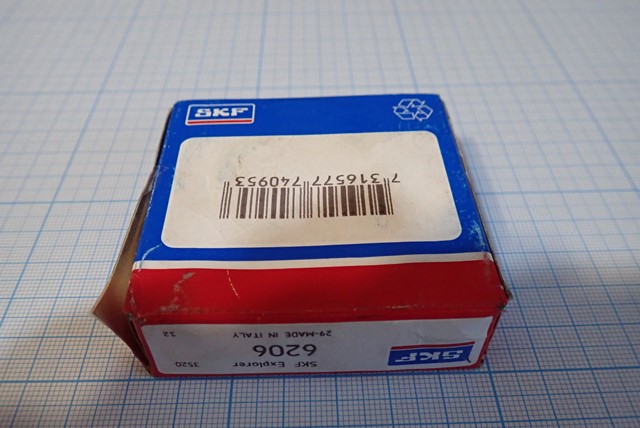 SKF
7 316577 740953
SKF
SKF Explorer
3520
6206
29-MADE IN ITALY
32